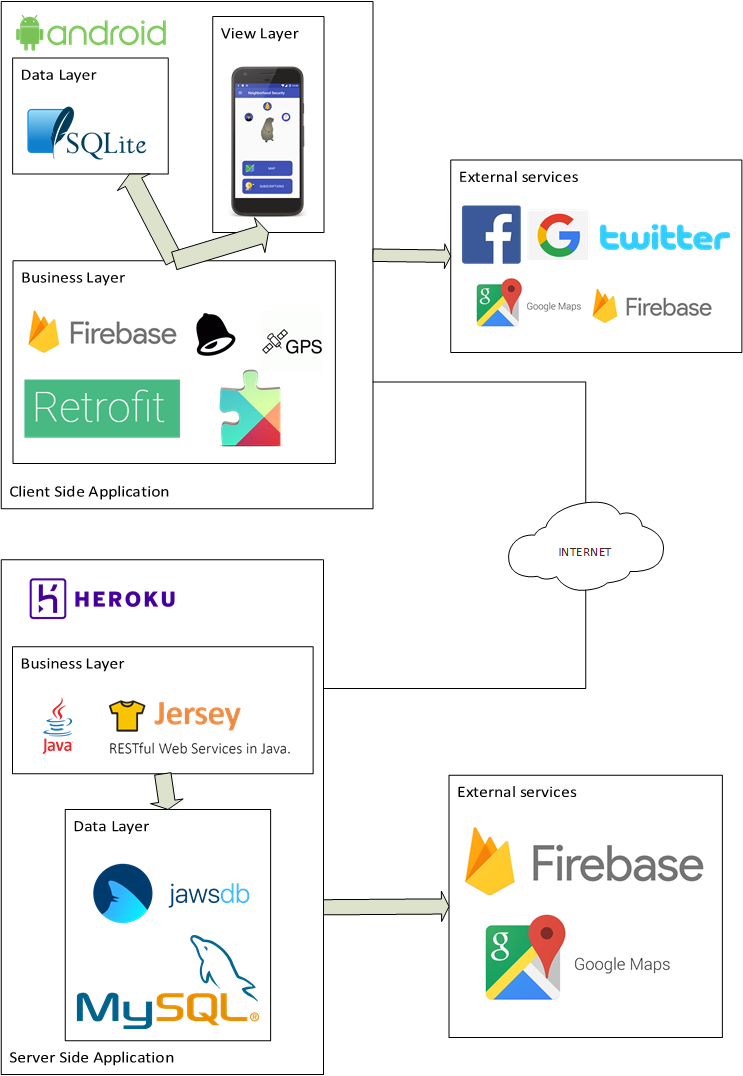 android
View Layer
Data Layer
SQLite
Neighborhood Security
MAP
SUBSCRIPTIONS
External services
f
G
twitter
g
Google Maps
Firebase
Business Layer
Firebase
GPS
Retrofit
Client Side Application
INTERNET
HEROKU
Business Layer
Java
Jersey
RESTful Web Services in Java.
Data Layer
jawsdb
MySQL®
Server Side Application
External services
Firebase
g
Google Maps